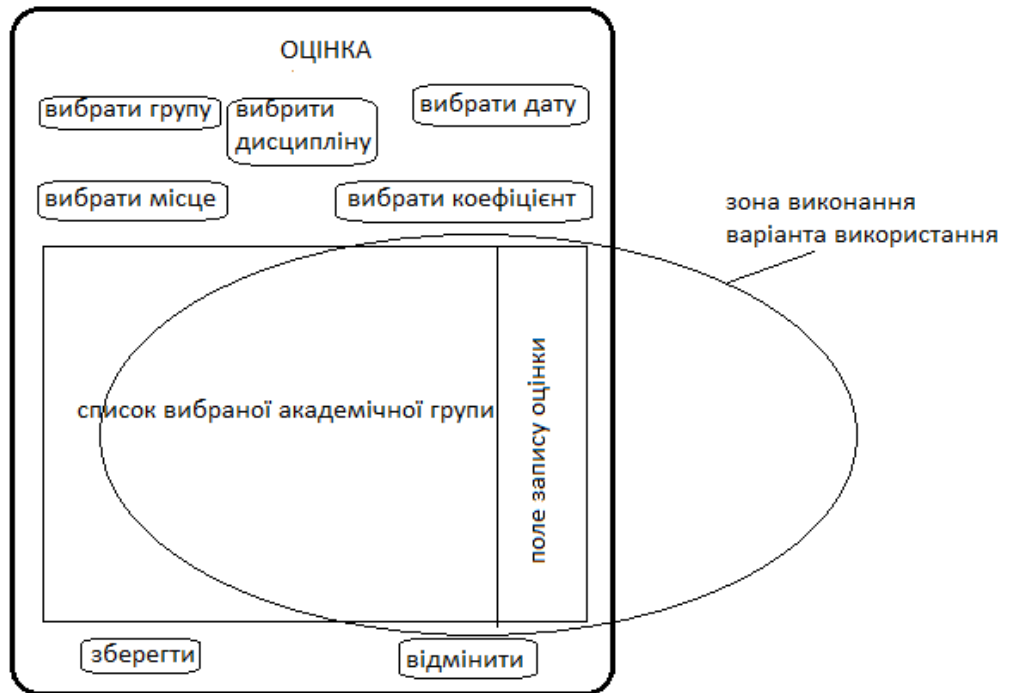 ОЦІНКА
вибрати групу
вибрити
дисципліну
вибрати дату
вибрати місце
вибрати коефіцієнт
зона виконання
варіанта використання
список вибраної академічної групи
поле запису оцінки
зберегти
відмінити